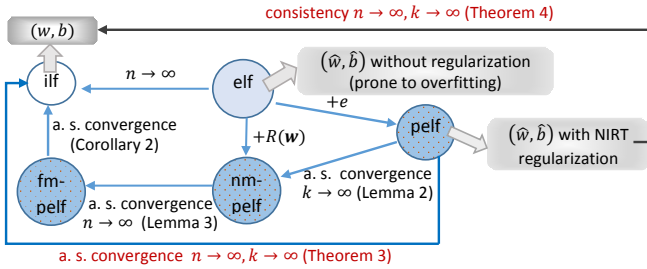 consistency n → ∞, k → ∞ (Theorem 4)
(w, b)
ilf
n → ∞
elf
(ŵ, b̂) without regularization
(prone to overfitting)
+e
pelf
(ŵ, b̂) with NIRT
regularization
a. s. convergence
(Corollary 2)
+R(w)
a. s. convergence
k → ∞ (Lemma 2)
fm-
pelf
nm-
pelf
a. s. convergence
n → ∞ (Lemma 3)
a. s. convergence n → ∞, k → ∞ (Theorem 3)